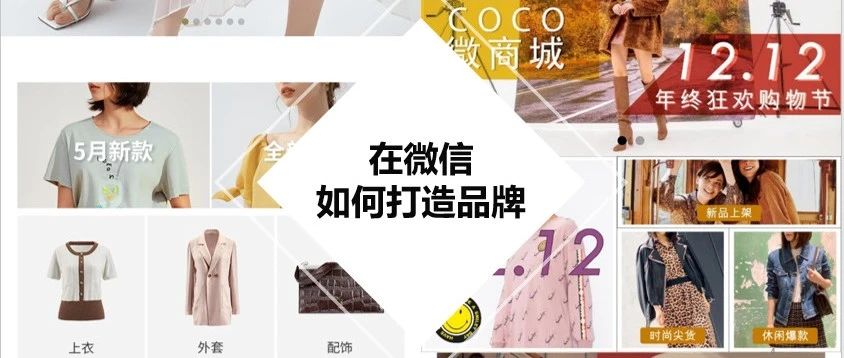 COCO
微商城
12.12
年终狂欢购物节
5月新款
在微信
如何打造品牌
新品上架
12.12
上衣
外套
配饰
时尚尖货
休闲爆款